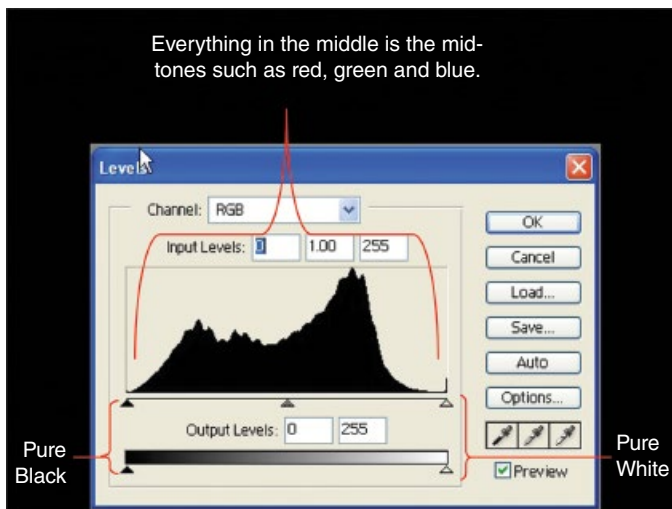 Everything in the middle is the mid-
tones such as red, green and blue.
Levels
Channel: RGB
Input Levels: 0 1.00 255
OK
Cancel
Load...
Save...
Auto
Options...
Output Levels: 0 255
Preview
Pure
Black
Pure
White